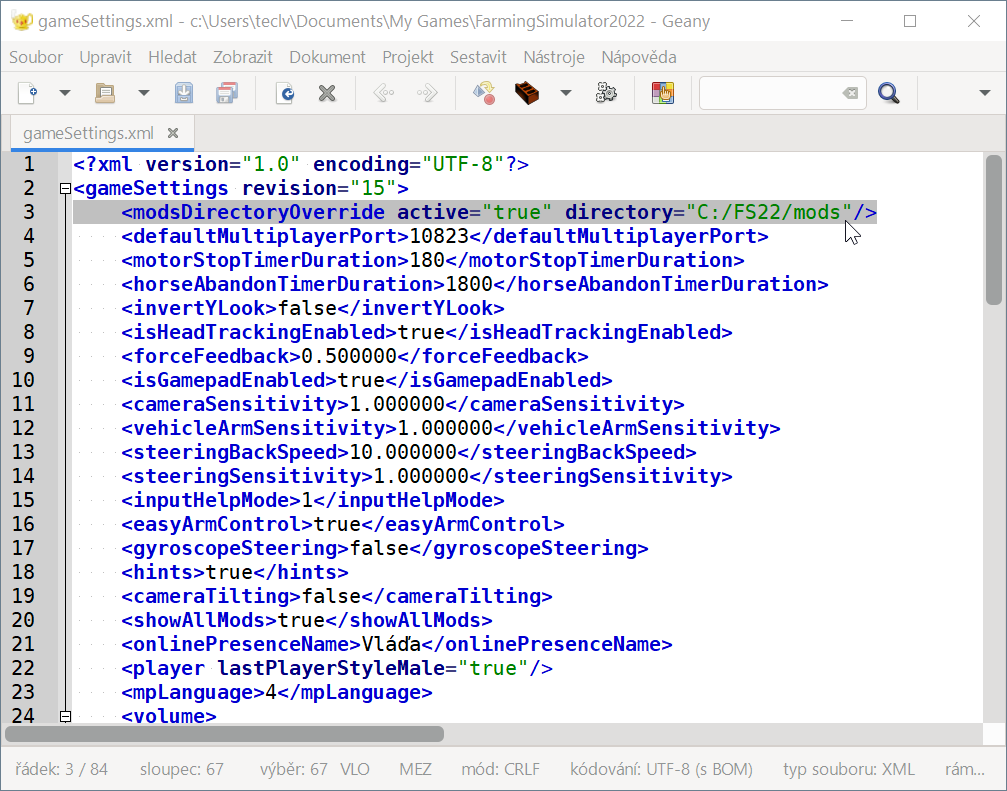 gameSettings.xml - c:\Users\teclv\Documents\My Games\FarmingSimulator2022 - Geany
Soubor Upravit Hledat Zobrazit Dokument Projekt Sestavit Nástroje Nápověda
gameSettings.xml
1 <?xml version="1.0" encoding="UTF-8"?>
2 <gameSettings revision="15">
3 <modsDirectoryOverride active="true" directory="C:/FS22/mods"/>
4 <defaultMultiplayerPort>10823</defaultMultiplayerPort>
5 <motorStopTimerDuration>180</motorStopTimerDuration>
6 <horseAbandonTimerDuration>1800</horseAbandonTimerDuration>
7 <invertYLook>false</invertYLook>
8 <isHeadTrackingEnabled>true</isHeadTrackingEnabled>
9 <forceFeedback>0.500000</forceFeedback>
10 <isGamepadEnabled>true</isGamepadEnabled>
11 <cameraSensitivity>1.000000</cameraSensitivity>
12 <vehicleArmSensitivity>1.000000</vehicleArmSensitivity>
13 <steeringBackSpeed>10.000000</steeringBackSpeed>
14 <steeringSensitivity>1.000000</steeringSensitivity>
15 <inputHelpMode>1</inputHelpMode>
16 <easyArmControl>true</easyArmControl>
17 <gyroscopeSteering>false</gyroscopeSteering>
18 <hints>true</hints>
19 <cameraTilting>false</cameraTilting>
20 <showAllMods>true</showAllMods>
21 <onlinePresenceName>Vláďa</onlinePresenceName>
22 <player lastPlayerStyleMale="true"/>
23 <mpLanguage>4</mpLanguage>
24 <volume>
řádek: 3 / 84 sloupec: 67 výběr: 67 VLO MEZ mód: CRLF kódování: UTF-8 (s BOM) typ souboru: XML rám...